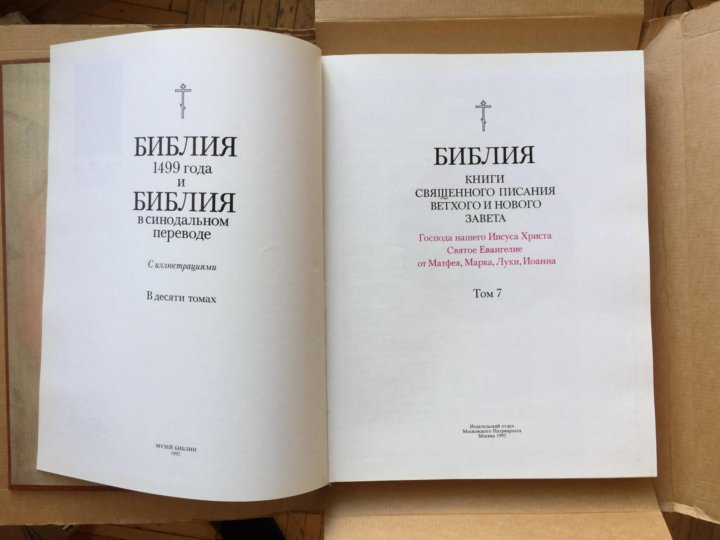 БИБЛИЯ
1499 года
и
БИБЛИЯ
в синодальном
переводе
С иллюстрациями
В десяти томах
МУЗЕЙ БИБЛИИ
1992
БИБЛИЯ
КНИГИ
СВЯЩЕННОГО ПИСАНИЯ
ВЕТХОГО И НОВОГО
ЗАВЕТА
Господа нашего Иисуса Христа
Святое Евангелие
от Матфея, Марка, Луки, Иоанна
Том 7
Издательский отдел
Московского Патриархата
Москва 1992